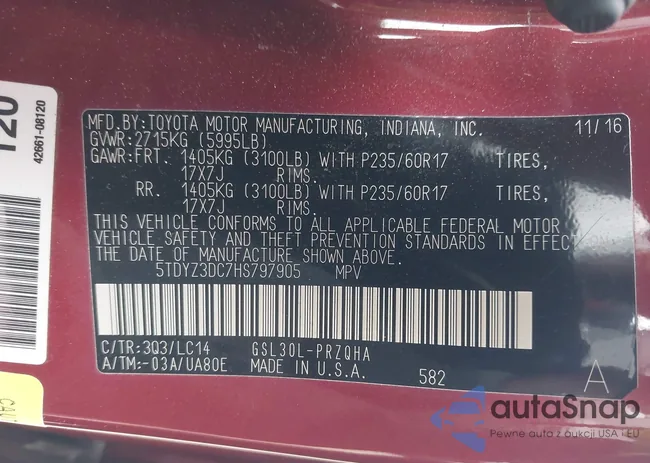 120
42661-08120
MFD.BY:TOYOTA MOTOR MANUFACTURING, INDIANA, INC. 11/16
GVWR:2715KG (5995LB)
GAWR:FRT. 1405KG (3100LB) WITH P235/60R17 TIRES,
17X7J RIMS.
RR. 1405KG (3100LB) WITH P235/60R17 TIRES,
17X7J RIMS.
THIS VEHICLE CONFORMS TO ALL APPLICABLE FEDERAL MOTOR
VEHICLE SAFETY AND THEFT PREVENTION STANDARDS IN EFFECT
THE DATE OF MANUFACTURE SHOWN ABOVE.
5TDYZ3DC7HS797905 MPV
C/TR:3Q3/LC14 GSL30L-PRZQHA
A/TM:-03A/UA80E MADE IN U.S.A. 582 A
autaSnap
Pewne auta z aukcji USA i EU